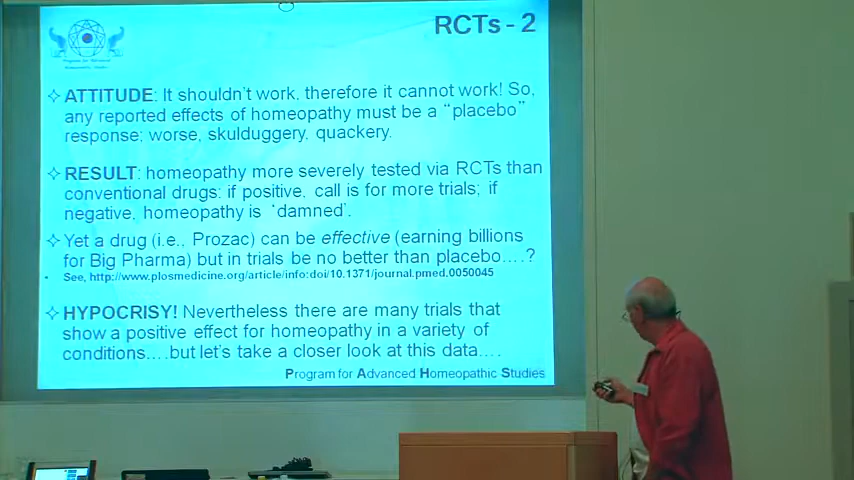 RCTs - 2
ATTITUDE: It shouldn't work, therefore it cannot work! So,
any reported effects of homeopathy must be a "placebo"
response; worse, skulduggery, quackery.
RESULT: homeopathy more severely tested via RCTs than
conventional drugs: if positive, call is for more trials; if
negative, homeopathy is 'damned'.
Yet a drug (i.e., Prozac) can be effective (earning billions
for Big Pharma) but in trials be no better than placebo....?
See, http://www.plosmedicine.org/article/info:doi/10.1371/journal.pmed.0050045
HYPOCRISY! Nevertheless there are many trials that
show a positive effect for homeopathy in a variety of
conditions....but let's take a closer look at this data....
Program for Advanced Homeopathic Studies